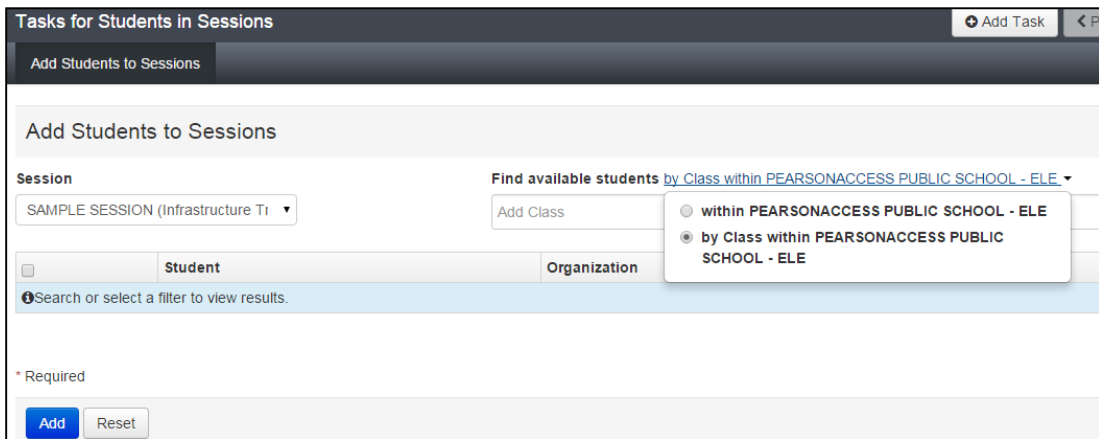 Tasks for Students in Sessions
Add Task
Add Students to Sessions
Add Students to Sessions
Session
Find available students by Class within PEARSONACCESS PUBLIC SCHOOL - ELE
SAMPLE SESSION (Infrastructure
Add Class
within PEARSONACCESS PUBLIC SCHOOL - ELE
by Class within PEARSONACCESS PUBLIC
SCHOOL - ELE
Student
Organization
Search or select a filter to view results.
* Required
Add
Reset